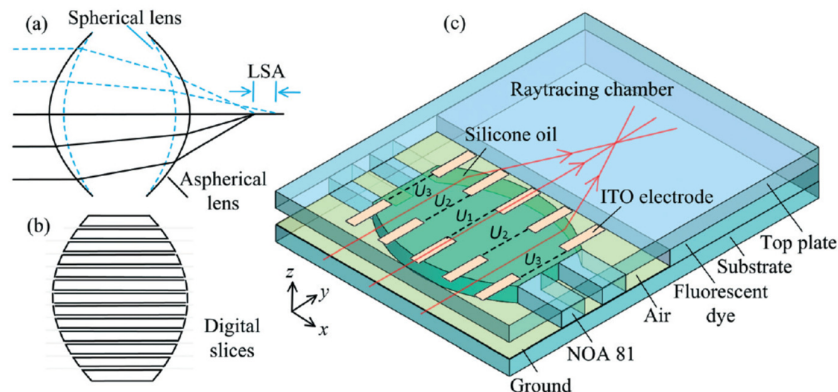 (a)
Spherical lens
LSA
Aspherical
lens
(b)
Digital
slices
(c)
Raytracing chamber
Silicone oil
ITO electrode
U3
U2
U1
U2
U3
Top plate
Substrate
Fluorescent
dye
Air
NOA 81
Ground
z
y
x